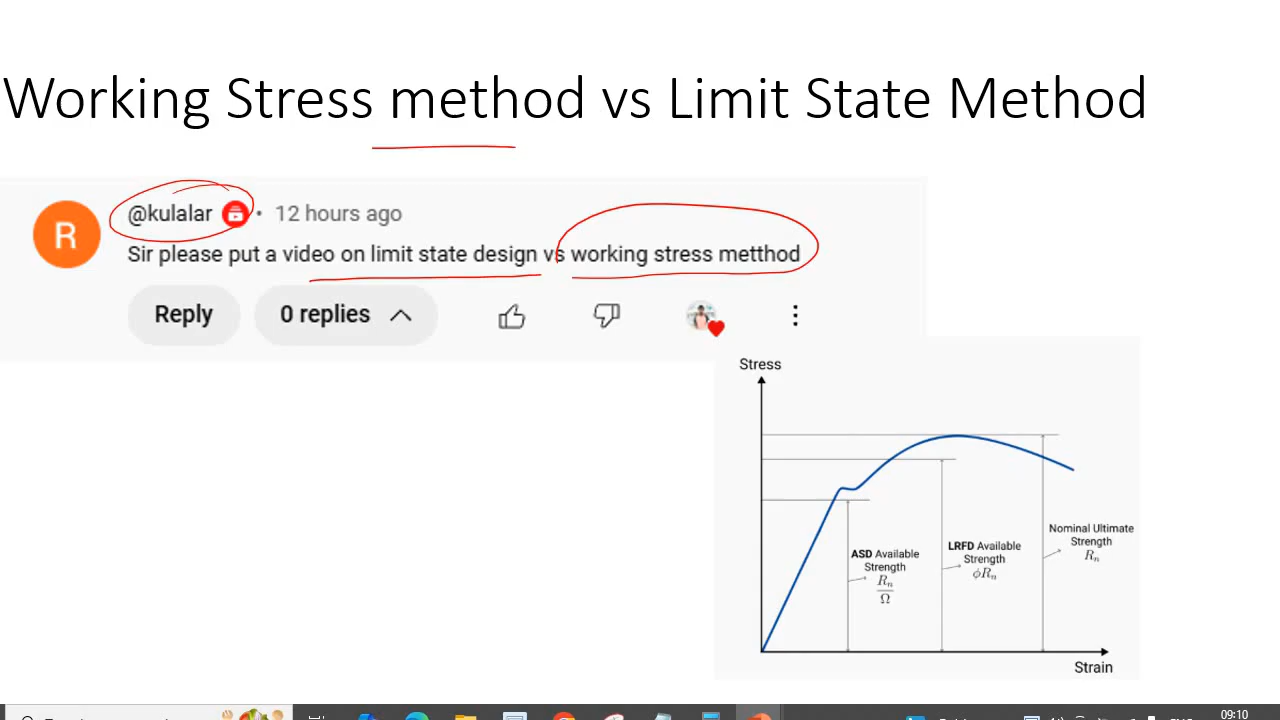 Working Stress method vs Limit State Method
R
@kulalar • 12 hours ago
Sir please put a video on limit state design vs working stress metthod
Reply
0 replies
Stress
ASD Available
Strength
Rn
Ω
LRFD Available
Strength
ϕRn
Nominal Ultimate
Strength
Rn
Strain
09:10